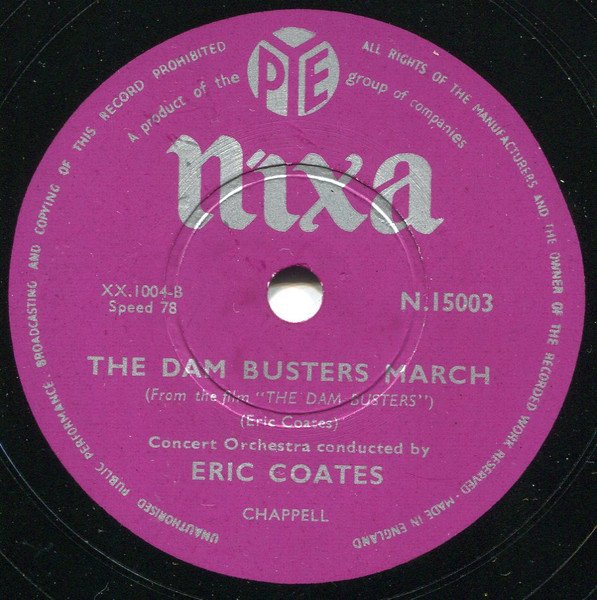 UNAUTHORISED PUBLIC PERFORMANCE BROADCASTING AND COPYING OF THIS RECORD PROHIBITED
ALL RIGHTS OF THE MANUFACTURERS AND THE OWNER OF THE RECORDED WORK RESERVED · MADE IN ENGLAND
A product of the PYE group of companies
nixa
XX.1004-B
Speed 78
N.15003
THE DAM BUSTERS MARCH
(From the film "THE DAM BUSTERS")
(Eric Coates)
Concert Orchestra conducted by
ERIC COATES
CHAPPELL